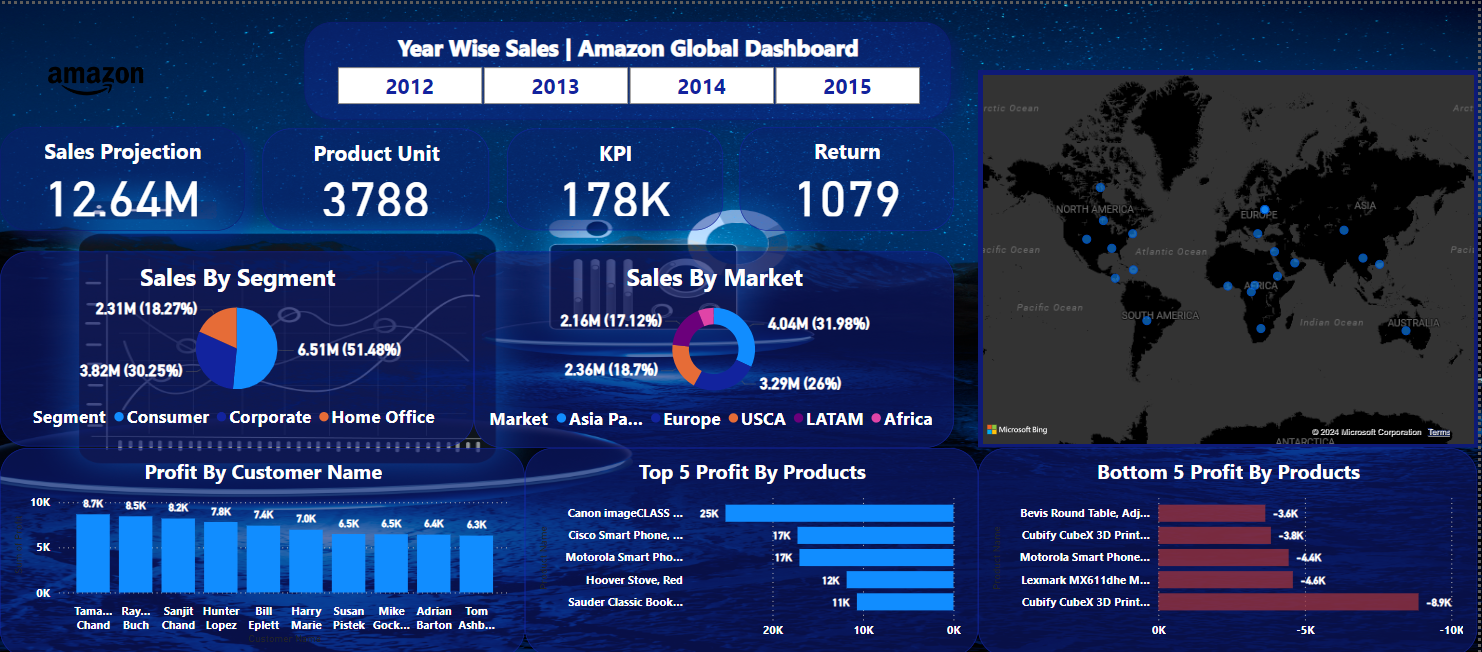 amazon
Year Wise Sales | Amazon Global Dashboard
2012 2013 2014 2015
Sales Projection
12.64M
Product Unit
3788
KPI
178K
Return
1079
Sales By Segment
2.31M (18.27%)
6.51M (51.48%)
3.82M (30.25%)
Segment Consumer Corporate Home Office
Sales By Market
2.16M (17.12%)
4.04M (31.98%)
2.36M (18.7%)
3.29M (26%)
Market Asia Pa... Europe USCA LATAM Africa
rctic Ocean
Arct
NORTH AMERICA
EUROPE
ASIA
acific Ocean
Atlantic Ocean
Paci
AFRICA
Pacific Ocean
SOUTH AMERICA
Indian Ocean
AUSTRALIA
Microsoft Bing
© 2024 Microsoft Corporation Terms
ANTARCTICA
Profit By Customer Name
10K
5K
0K
8.7K 8.5K 8.2K 7.8K 7.4K 7.0K 6.5K 6.5K 6.4K 6.3K
Tama... Ray... Sanjit Hunter Bill Harry Susan Mike Adrian Tom
Chand Buch Chand Lopez Eplett Marie Pistek Gock... Barton Ashb...
Top 5 Profit By Products
Canon imageCLASS ... 25K
Cisco Smart Phone, ... 17K
Motorola Smart Pho... 17K
Hoover Stove, Red 12K
Sauder Classic Book... 11K
20K 10K 0K
Bottom 5 Profit By Products
Bevis Round Table, Adj... -3.6K
Cubify CubeX 3D Print... -3.8K
Motorola Smart Phone... -4.4K
Lexmark MX611dhe M... -4.6K
Cubify CubeX 3D Print... -8.9K
0K -5K -10K